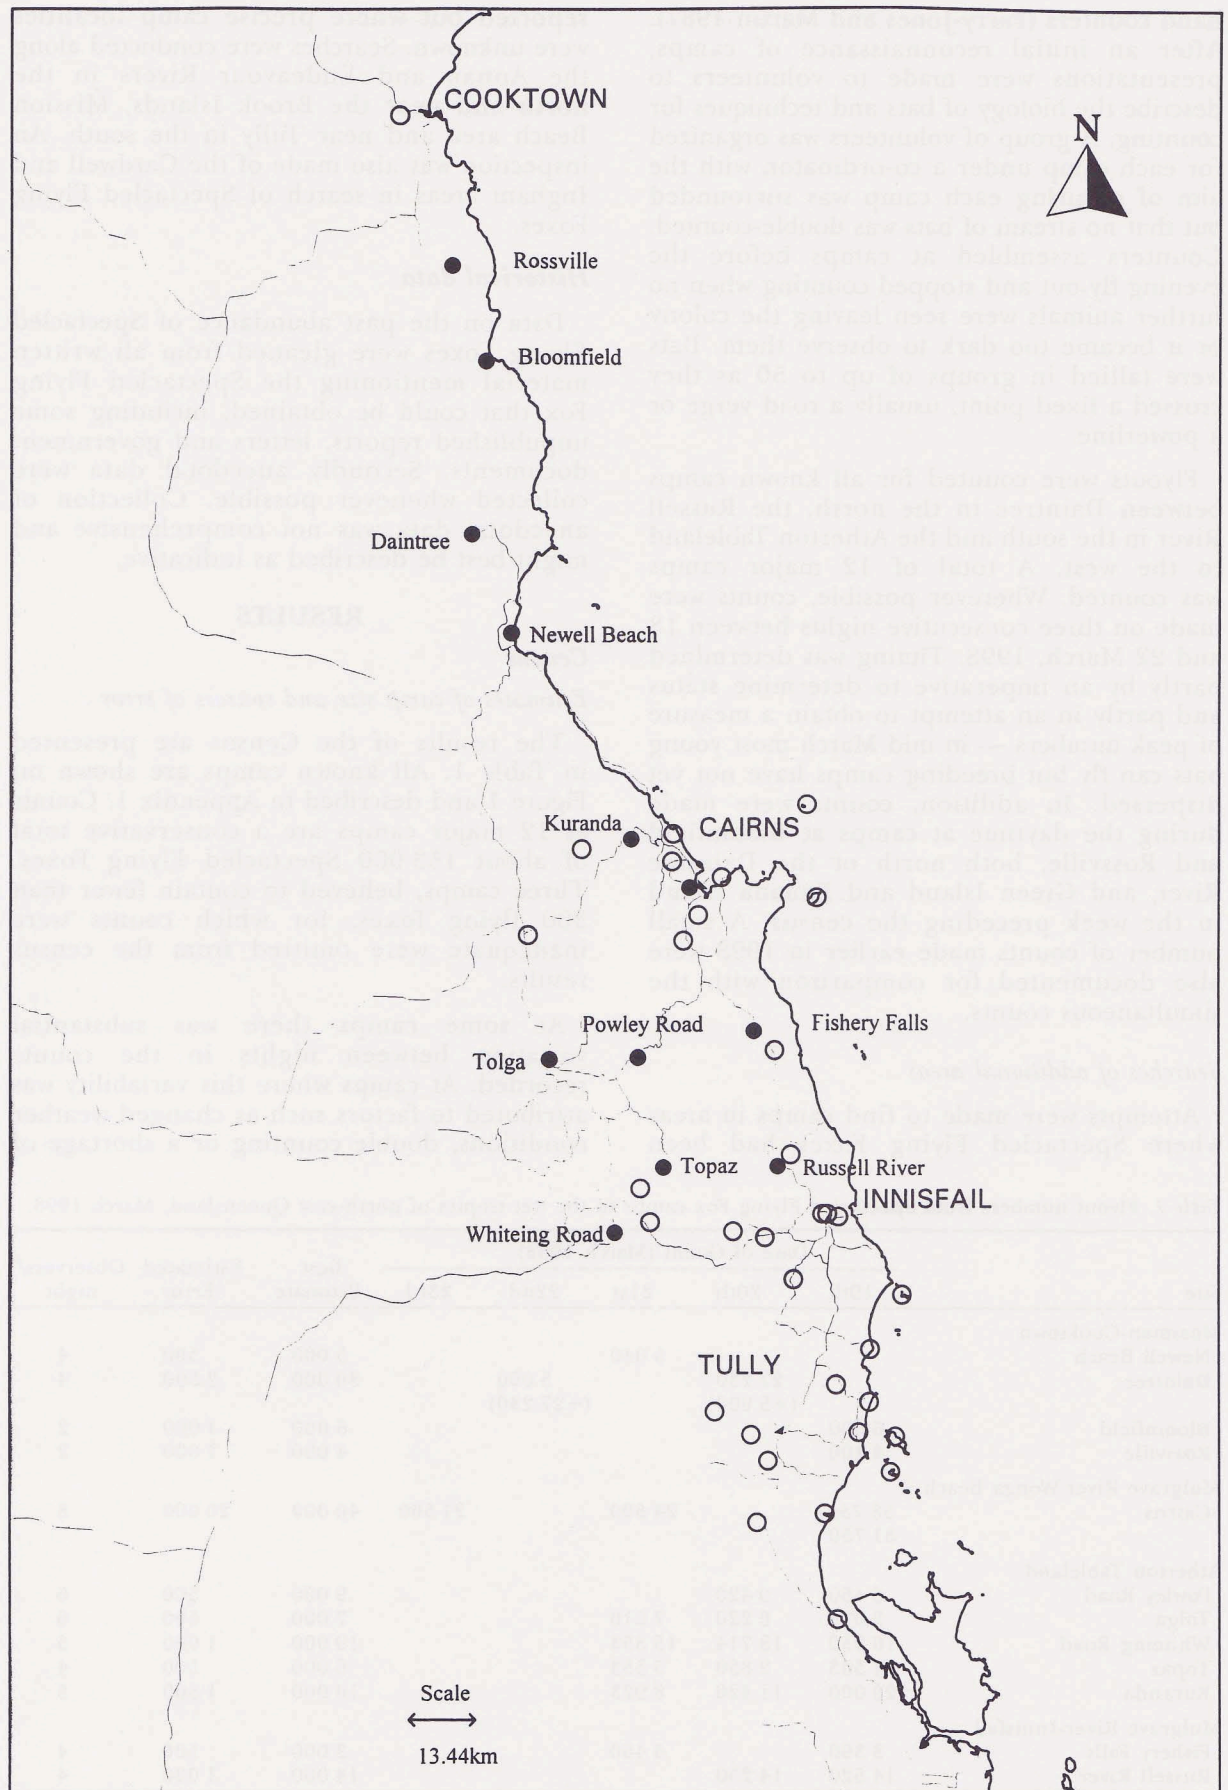 COOKTOWN
N
Rossville
Bloomfield
Daintree
Newell Beach
Kuranda
CAIRNS
Powley Road
Fishery Falls
Tolga
Topaz
Russell River
INNISFAIL
Whiteing Road
TULLY
Scale
13.44km